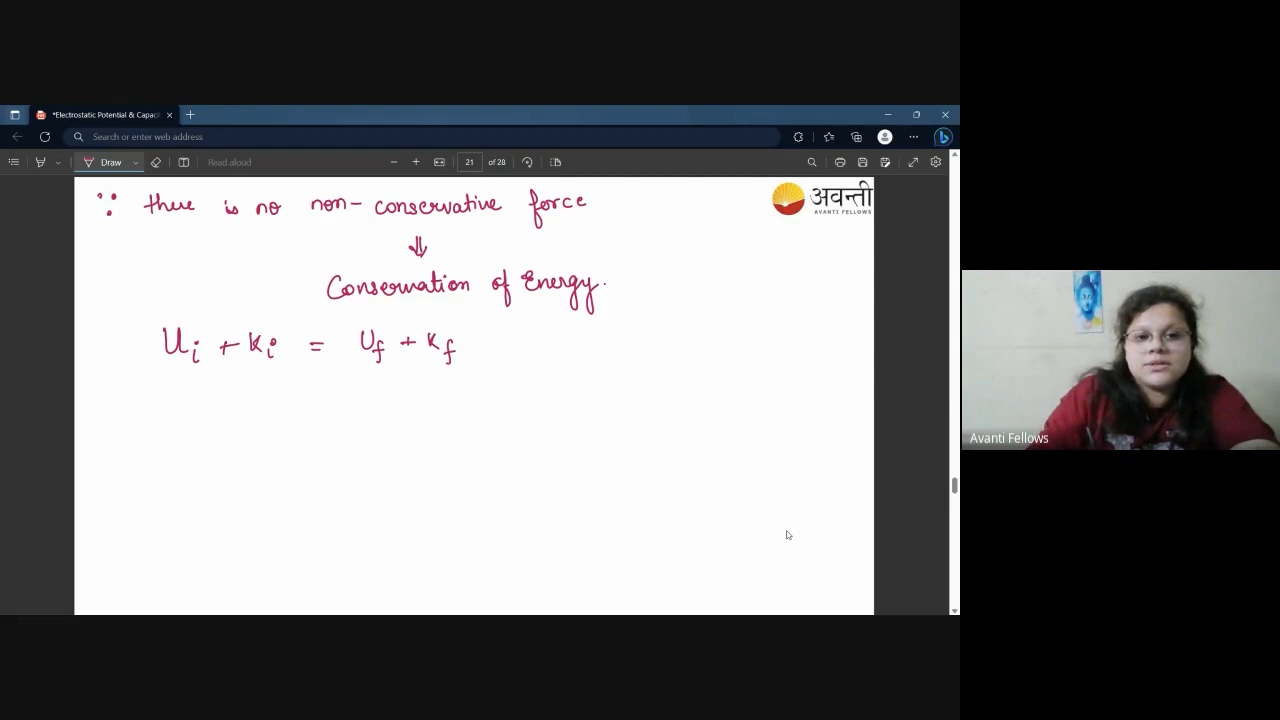 *Electrostatic Potential & Capaci
Search or enter web address
Draw
Read aloud
21 of 28
∵ there is no non-conservative force
अवन्ती
AVANTI FELLOWS
⇓
Conservation of Energy.
Ui + Ki = Uf + Kf
Avanti Fellows